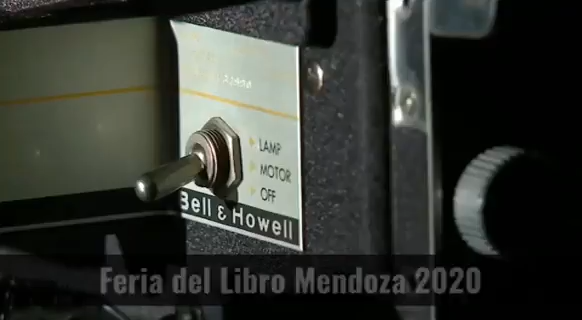 LAMP
MOTOR
OFF
Bell & Howell
Feria del Libro Mendoza 2020